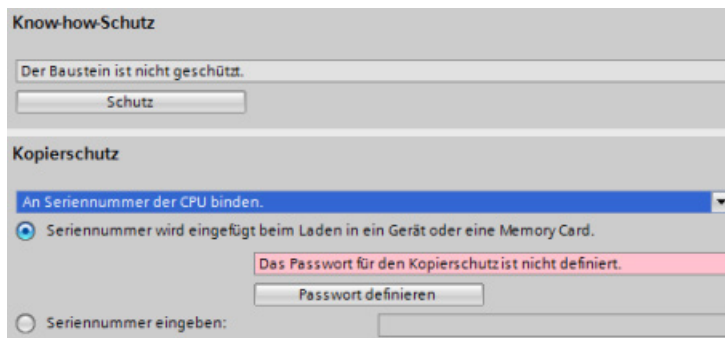 Know-how-Schutz
Der Baustein ist nicht geschützt.
Schutz
Kopierschutz
An Seriennummer der CPU binden.
Seriennummer wird eingefügt beim Laden in ein Gerät oder eine Memory Card.
Das Passwort für den Kopierschutz ist nicht definiert.
Passwort definieren
Seriennummer eingeben: